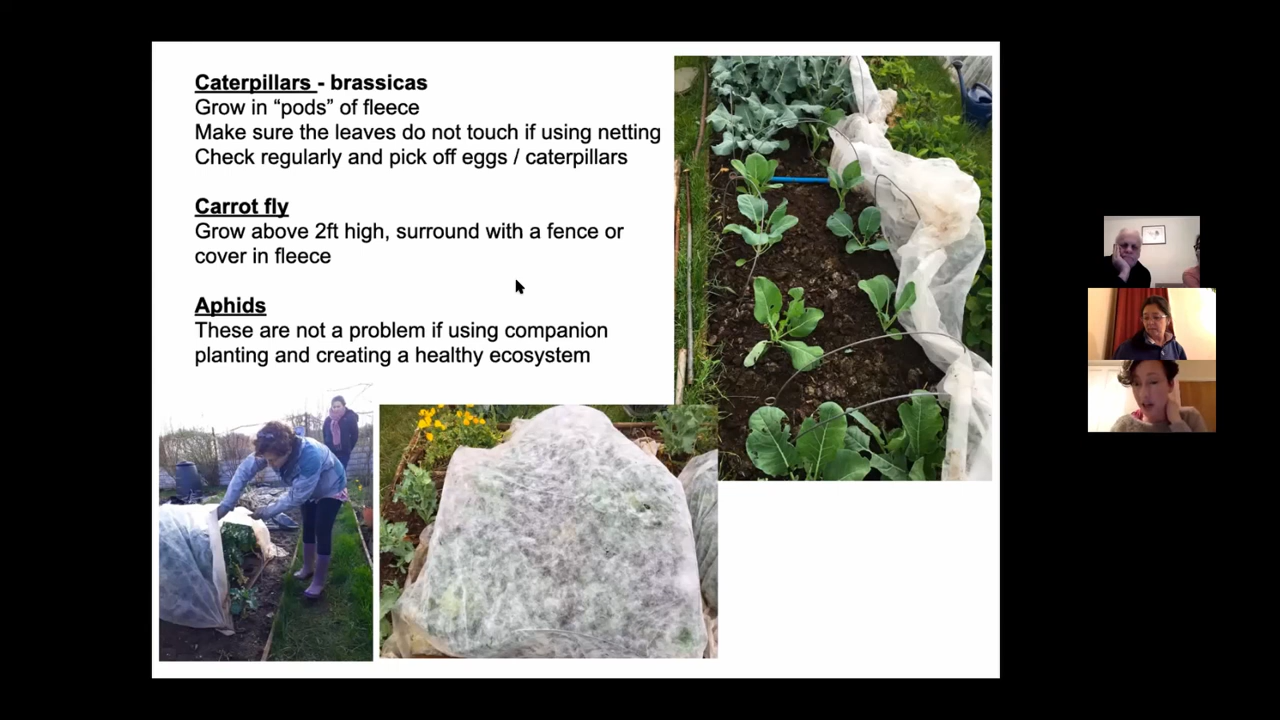 Caterpillars - brassicas
Grow in “pods” of fleece
Make sure the leaves do not touch if using netting
Check regularly and pick off eggs / caterpillars
Carrot fly
Grow above 2ft high, surround with a fence or
cover in fleece
Aphids
These are not a problem if using companion
planting and creating a healthy ecosystem